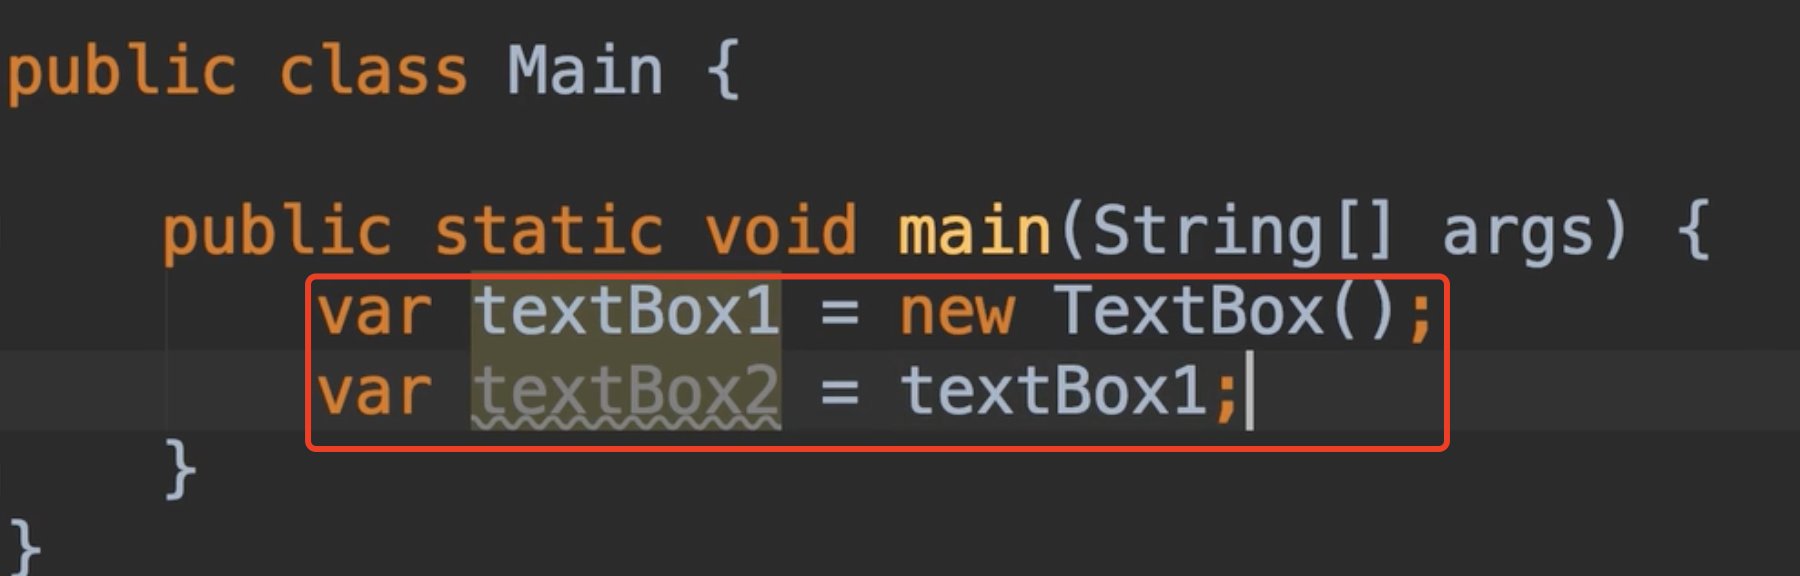 public class Main {
public static void main(String[] args) {
var textBox1 = new TextBox();
var textBox2 = textBox1;
}
}